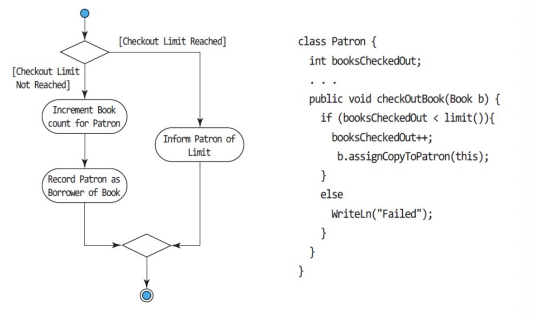 [Checkout Limit Reached]
[Checkout Limit
Not Reached]
Increment Book
count for Patron
Inform Patron of
Limit
Record Patron as
Borrower of Book
class Patron {
int booksCheckedOut;
. . .
public void checkOutBook(Book b) {
if (booksCheckedOut < limit()){
booksCheckedOut++;
b.assignCopyToPatron(this);
}
else
WriteLn("Failed");
}
}
}